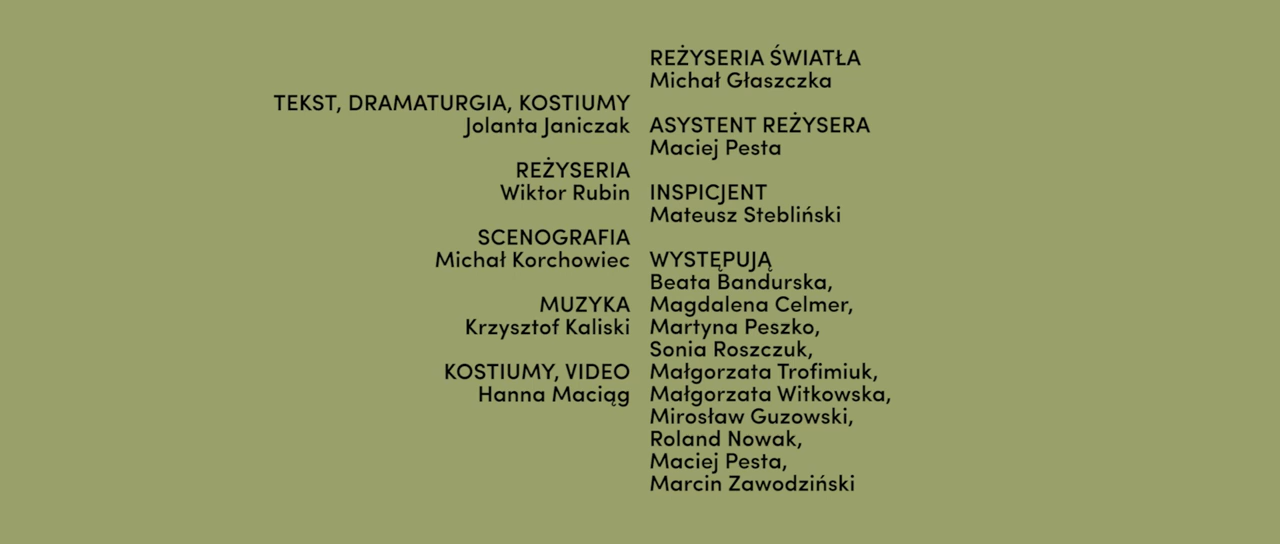 TEKST, DRAMATURGIA, KOSTIUMY
Jolanta Janiczak
REŻYSERIA
Wiktor Rubin
SCENOGRAFIA
Michał Korchowiec
MUZYKA
Krzysztof Kaliski
KOSTIUMY, VIDEO
Hanna Maciąg
REŻYSERIA ŚWIATŁA
Michał Głaszczka
ASYSTENT REŻYSERA
Maciej Pesta
INSPICJENT
Mateusz Stebliński
WYSTĘPUJĄ
Beata Bandurska,
Magdalena Celmer,
Martyna Peszko,
Sonia Roszczuk,
Małgorzata Trofimiuk,
Małgorzata Witkowska,
Mirosław Guzowski,
Roland Nowak,
Maciej Pesta,
Marcin Zawodziński